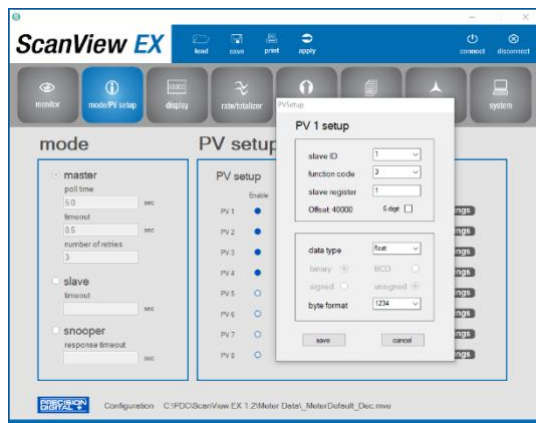 ScanView EX
load save print apply connect disconnect
monitor mode/PV setup display rate/totalizer system
PVSetup
PV 1 setup
slave ID 1
function code 3
slave register 1
Offset: 40000 6 digit
data type float
binary BCD
signed unsigned
byte format 1234
save cancel
mode
master
poll time
5.0 sec
timeout
0.5 sec
number of retries
3
slave
timeout
sec
snooper
response timeout
sec
PV setup
PV setup
Enable
PV 1 ngs
PV 2 ngs
PV 3 ngs
PV 4 ngs
PV 5 ngs
PV 6 ngs
PV 7 ngs
PV 8 ngs
PRECISION DIGITAL
Configuration C:\PDC\ScanView EX 1.2\Meter Data\_MeterDefault_Dec.mve